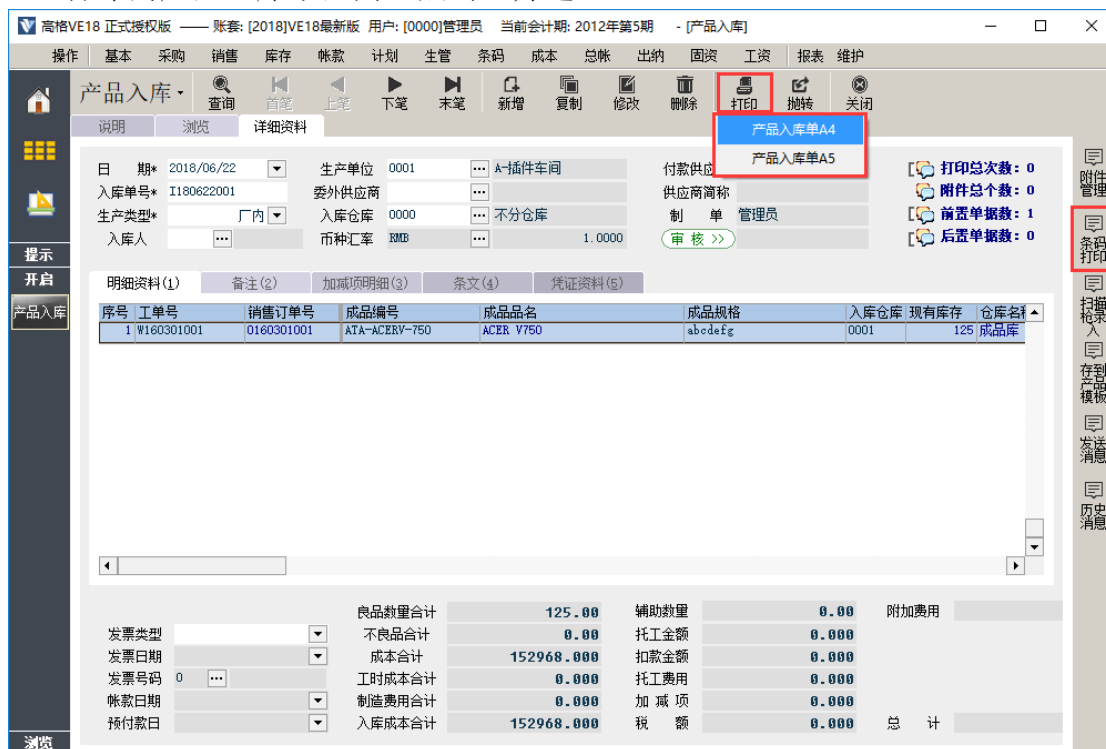 高格VE18 正式授权版 —— 账套: [2018]VE18最新版 用户: [0000]管理员 当前会计期: 2012年第5期 - [产品入库]
操作 基本 采购 销售 库存 帐款 计划 生管 条码 成本 总帐 出纳 固资 工资 报表 维护
产品入库 查询 首笔 上笔 下笔 末笔 新增 复制 修改 删除 打印 抛转 关闭
说明 浏览 详细资料
产品入库单A4
产品入库单A5
日 期* 2018/06/22 生产单位 0001 ... A-插件车间 付款供应 [打印总次数: 0
入库单号* I180622001 委外供应商 ... 供应商简称 附件总个数: 0
生产类型* 厂内 入库仓库 0000 ... 不分仓库 制 单 管理员 [前置单据数: 1
入库人 ... 币种汇率 RMB ... 1.0000 审 核 >> [后置单据数: 0
附件管理
条码打印
扫描枪录入
存到产品模板
发送消息
历史消息
提示
开启
产品入库
浏览
明细资料(1) 备注(2) 加减项明细(3) 条文(4) 凭证资料(5)
序号 工单号 销售订单号 成品编号 成品品名 成品规格 入库仓库 现有库存 仓库名称
1 W160301001 O160301001 ATA-ACERV-750 ACER V750 abcdefg 0001 125 成品库
良品数量合计 125.00 辅助数量 0.00 附加费用
发票类型 不良品合计 0.00 托工金额 0.000
发票日期 成本合计 152968.000 扣款金额 0.000
发票号码 0 ... 工时成本合计 0.000 托工费用 0.000
帐款日期 制造费用合计 0.000 加 减 项 0.000
预付款日 入库成本合计 152968.000 税 额 0.000 总 计